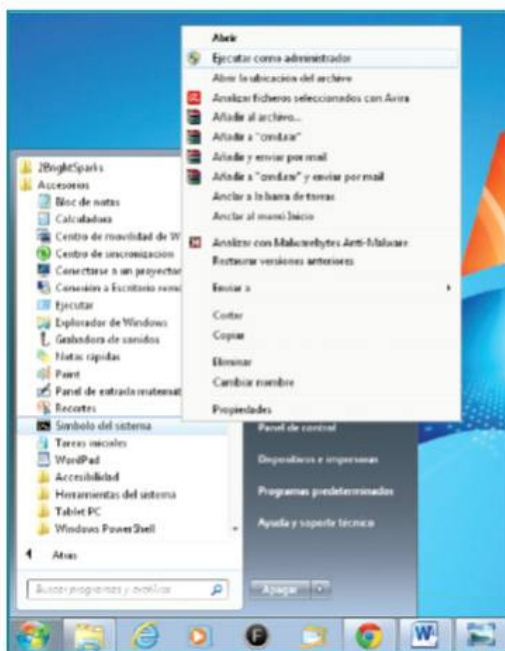 Abrir
Ejecutar como administrador
Abrir la ubicación del archivo
Analizar ficheros seleccionados con Avira
Añadir al archivo...
Añadir a "cmd.rar"
Añadir y enviar por mail
Añadir a "cmd.rar" y enviar por mail
Anclar a la barra de tareas
Anclar al menú Inicio
Analizar con Malwarebytes Anti-Malware
Restaurar versiones anteriores
Enviar a
Cortar
Copiar
Eliminar
Cambiar nombre
Propiedades
2BrightSparks
Accesorios
Bloc de notas
Calculadora
Centro de movilidad de W
Centro de sincronización
Conectarse a un proyector
Conexión a Escritorio remo
Ejecutar
Explorador de Windows
Grabadora de sonidos
Notas rápidas
Paint
Panel de entrada matemát
Recortes
Símbolo del sistema
Tareas iniciales
WordPad
Accesibilidad
Herramientas del sistema
Tablet PC
Windows PowerShell
Atrás
Buscar programas y archivos
Panel de control
Dispositivos e impresoras
Programas predeterminados
Ayuda y soporte técnico
Apagar